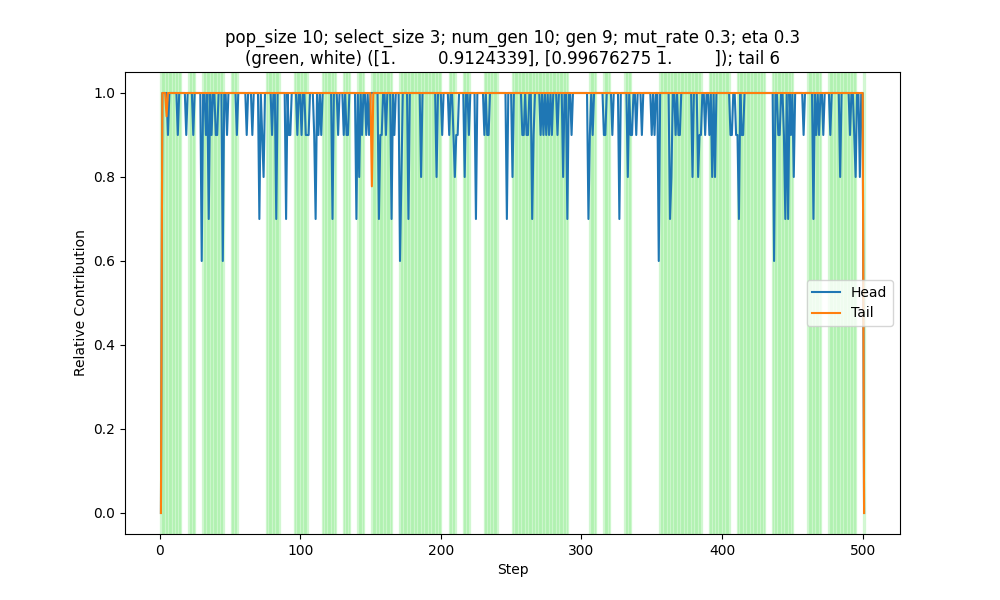 pop_size 10; select_size 3; num_gen 10; gen 9; mut_rate 0.3; eta 0.3
(green, white) ([1.        0.9124339], [0.99676275 1.        ]); tail 6
1.0
0.8
0.6
0.4
0.2
0.0
Relative Contribution
Head
Tail
0
100
200
300
400
500
Step